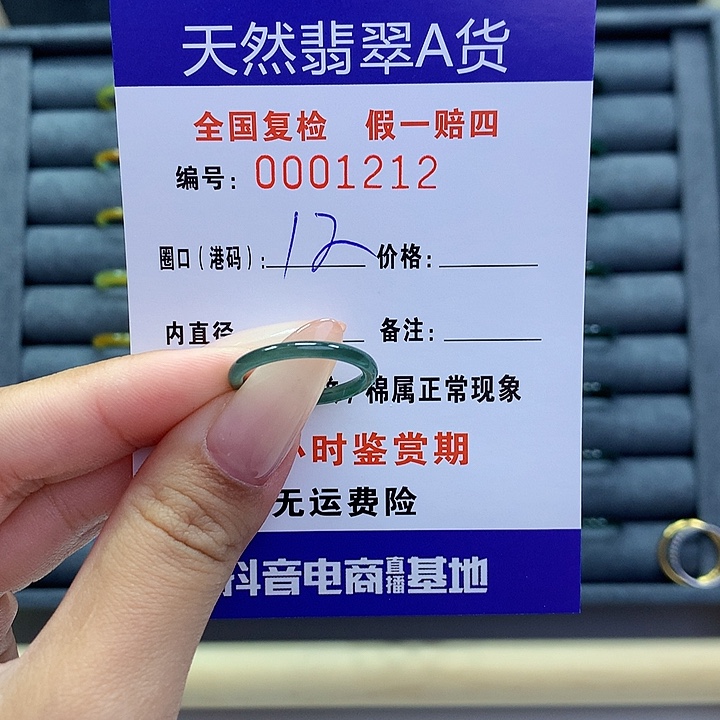 天然翡翠A货
全国复检 假一赔四
编号：0001212
圈口（港码）：12 价格：
内直径 备注：
棉属正常现象
小时鉴赏期
无运费险
抖音电商直播基地